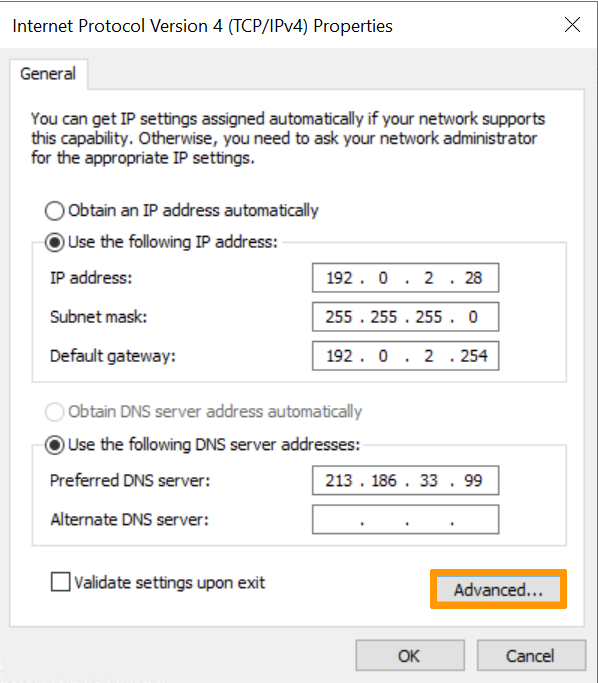 Internet Protocol Version 4 (TCP/IPv4) Properties
General
You can get IP settings assigned automatically if your network supports
this capability. Otherwise, you need to ask your network administrator
for the appropriate IP settings.
Obtain an IP address automatically
Use the following IP address:
IP address: 192 . 0 . 2 . 28
Subnet mask: 255 . 255 . 255 . 0
Default gateway: 192 . 0 . 2 . 254
Obtain DNS server address automatically
Use the following DNS server addresses:
Preferred DNS server: 213 . 186 . 33 . 99
Alternate DNS server: . . .
Validate settings upon exit
Advanced...
OK Cancel